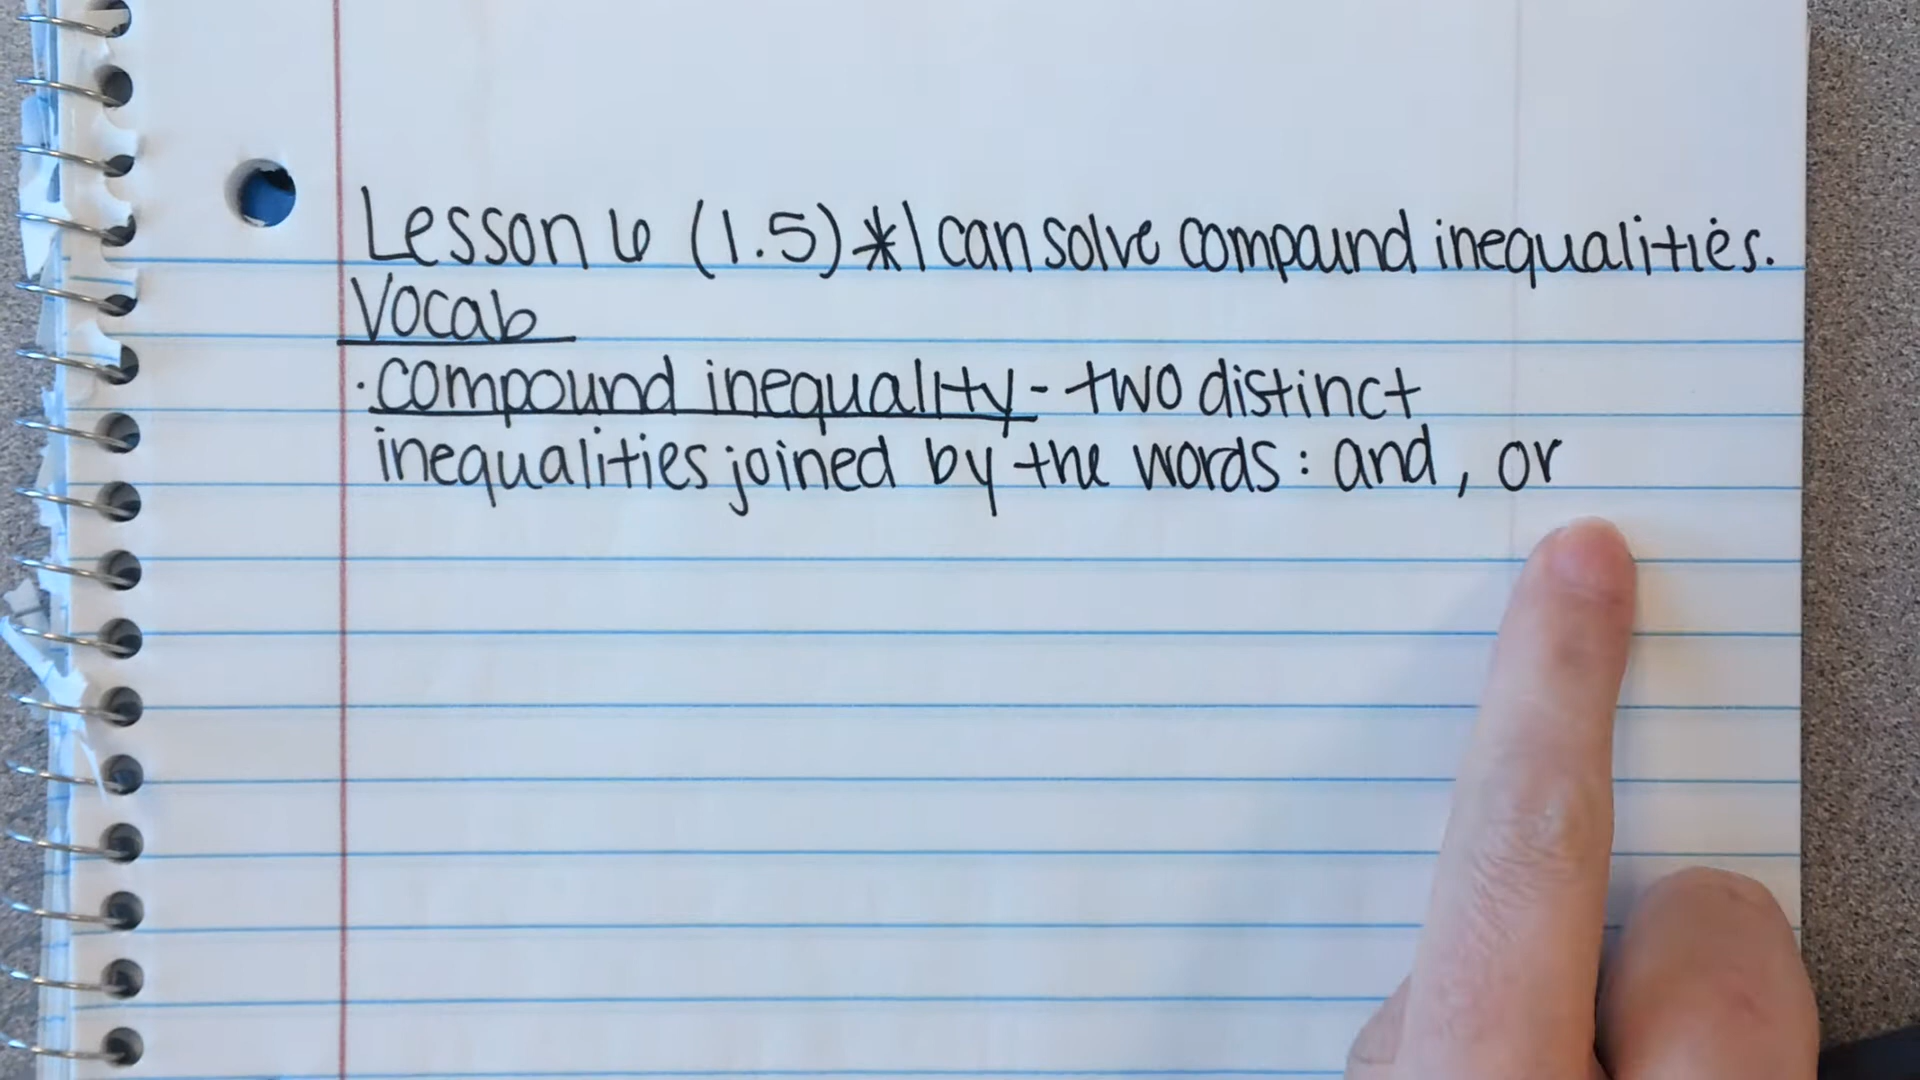 Lesson 6 (1.5) *I can solve compound inequalities.
Vocab
·compound inequality - two distinct
inequalities joined by the words: and, or